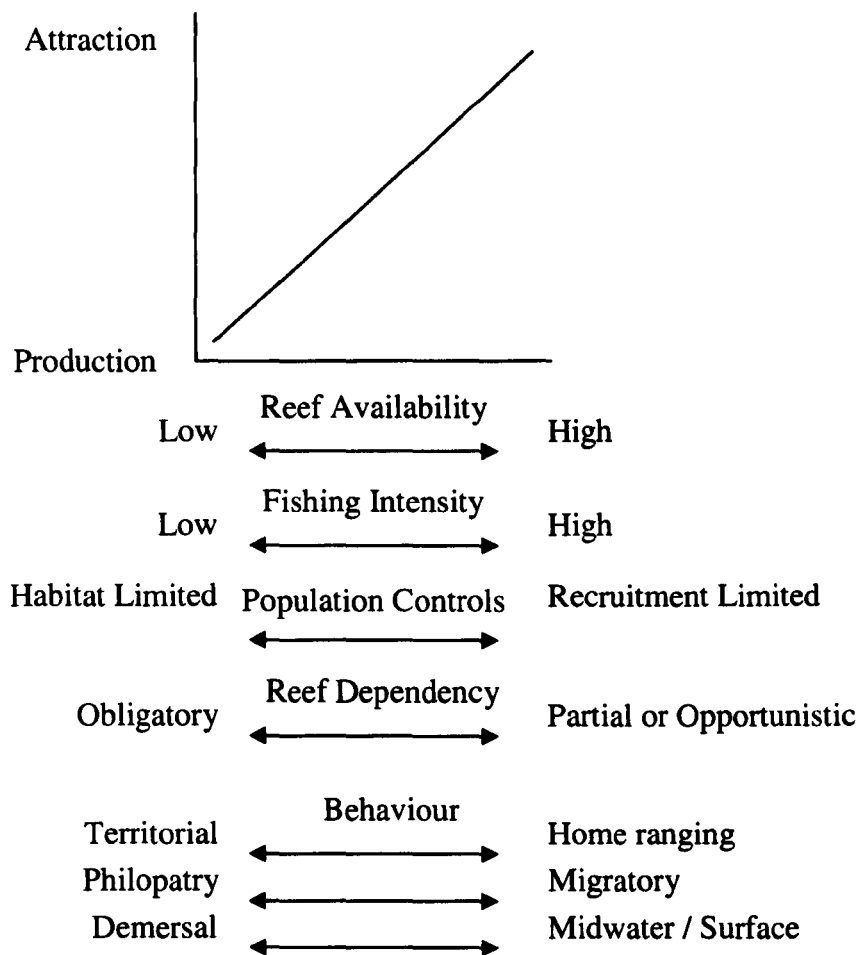 Attraction
Production
Reef Availability
Low High
Fishing Intensity
Low High
Habitat Limited Population Controls Recruitment Limited
Reef Dependency
Obligatory Partial or Opportunistic
Behaviour
Territorial Home ranging
Philopatry Migratory
Demersal Midwater / Surface